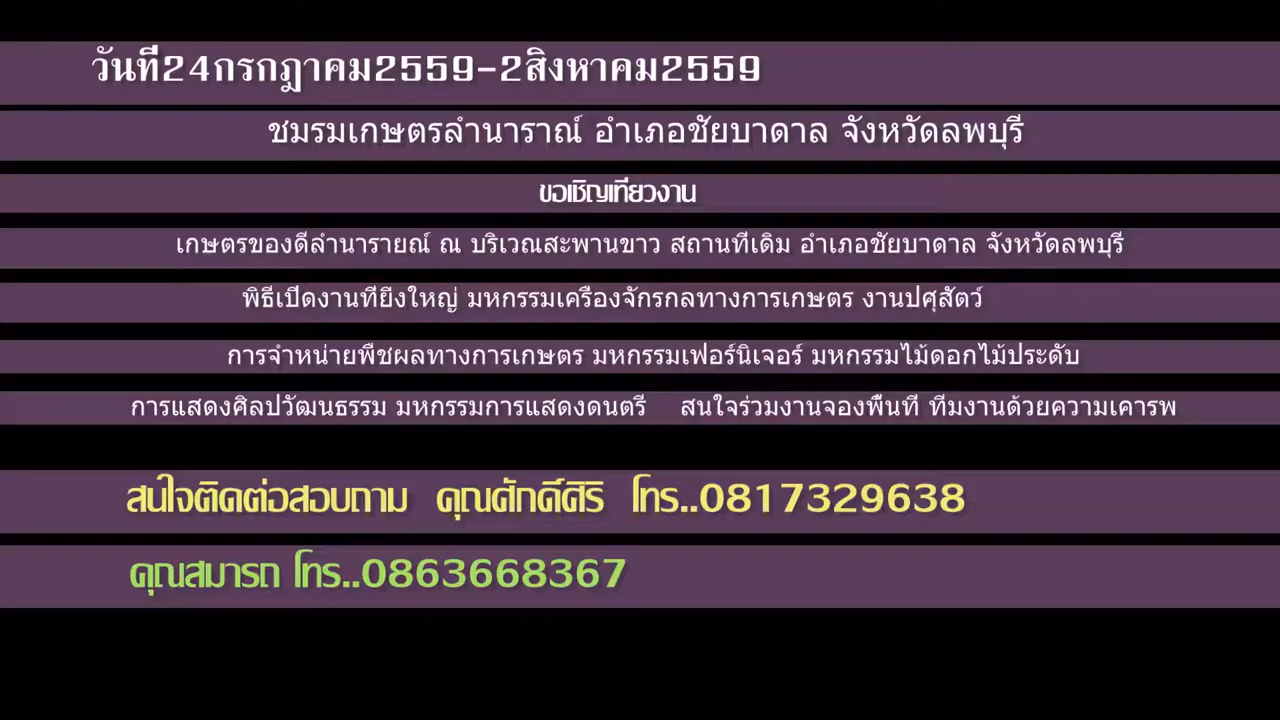 วันที่24กรกฎาคม2559-2สิงหาคม2559
ชมรมเกษตรลำนาราณ์ อำเภอชัยบาดาล จังหวัดลพบุรี
ขอเชิญเที่ยวงาน
เกษตรของดีลำนารายณ์ ณ บริเวณสะพานขาว สถานที่เดิม อำเภอชัยบาดาล จังหวัดลพบุรี
พิธีเปิดงานที่ยิ่งใหญ่ มหกรรมเครื่องจักรกลทางการเกษตร งานปศุสัตว์
การจำหน่ายพืชผลทางการเกษตร มหกรรมเฟอร์นิเจอร์ มหกรรมไม้ดอกไม้ประดับ
การแสดงศิลปวัฒนธรรม มหกรรมการแสดงดนตรี สนใจร่วมงานจองพื้นที่ ทีมงานด้วยความเคารพ
สนใจติดต่อสอบถาม คุณศักดิ์ศิริ โทร..0817329638
คุณสมารถ โทร..0863668367